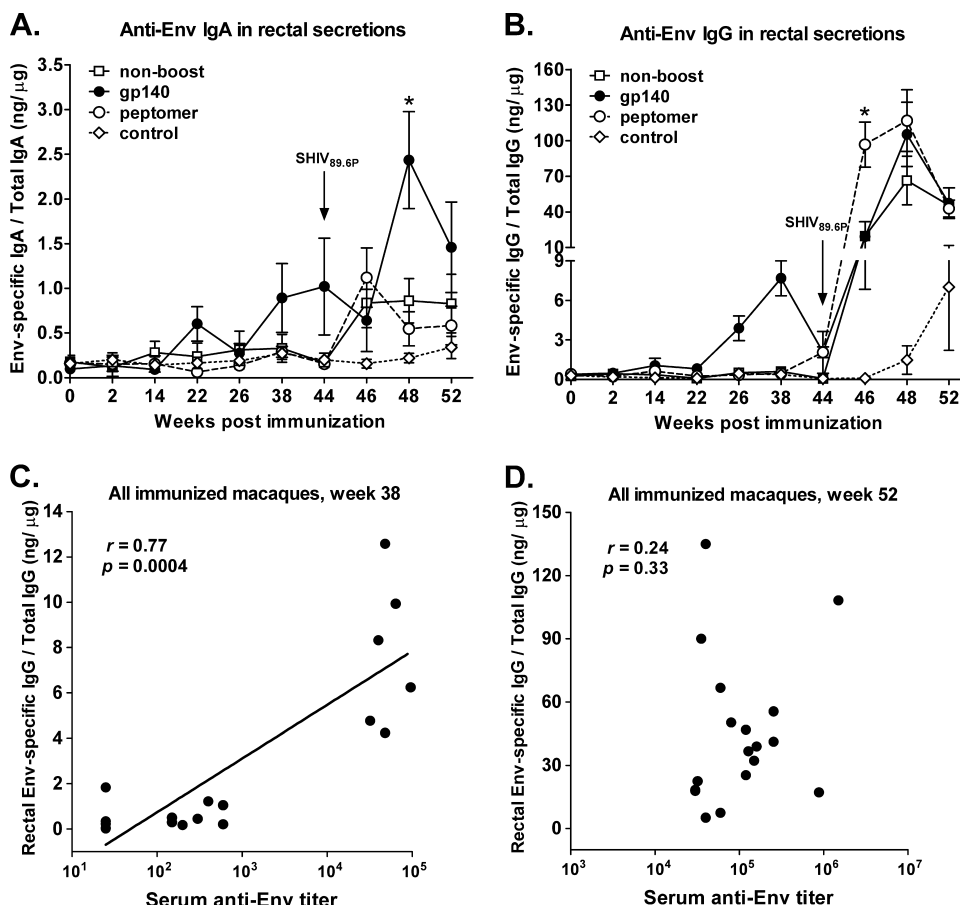 A.
Anti-Env IgA in rectal secretions
Env-specific IgA / Total IgA (ng/ μg)
3.5
3.0
2.5
2.0
1.5
1.0
0.5
0.0
non-boost
gp140
peptomer
control
SHIV89.6P
*
0 2 14 22 26 38 44 46 48 52
Weeks post immunization
B.
Anti-Env IgG in rectal secretions
Env-specific IgG / Total IgG (ng/ μg)
160
130
100
70
40
10
9
6
3
0
non-boost
gp140
peptomer
control
SHIV89.6P
*
0 2 14 22 26 38 44 46 48 52
Weeks post immunization
C.
All immunized macaques, week 38
Rectal Env-specific IgG / Total IgG (ng/ μg)
14
12
10
8
6
4
2
0
r = 0.77
p = 0.0004
10¹ 10² 10³ 10⁴ 10⁵
Serum anti-Env titer
D.
All immunized macaques, week 52
Rectal Env-specific IgG / Total IgG (ng/ μg)
150
120
90
60
30
0
r = 0.24
p = 0.33
10³ 10⁴ 10⁵ 10⁶ 10⁷
Serum anti-Env titer